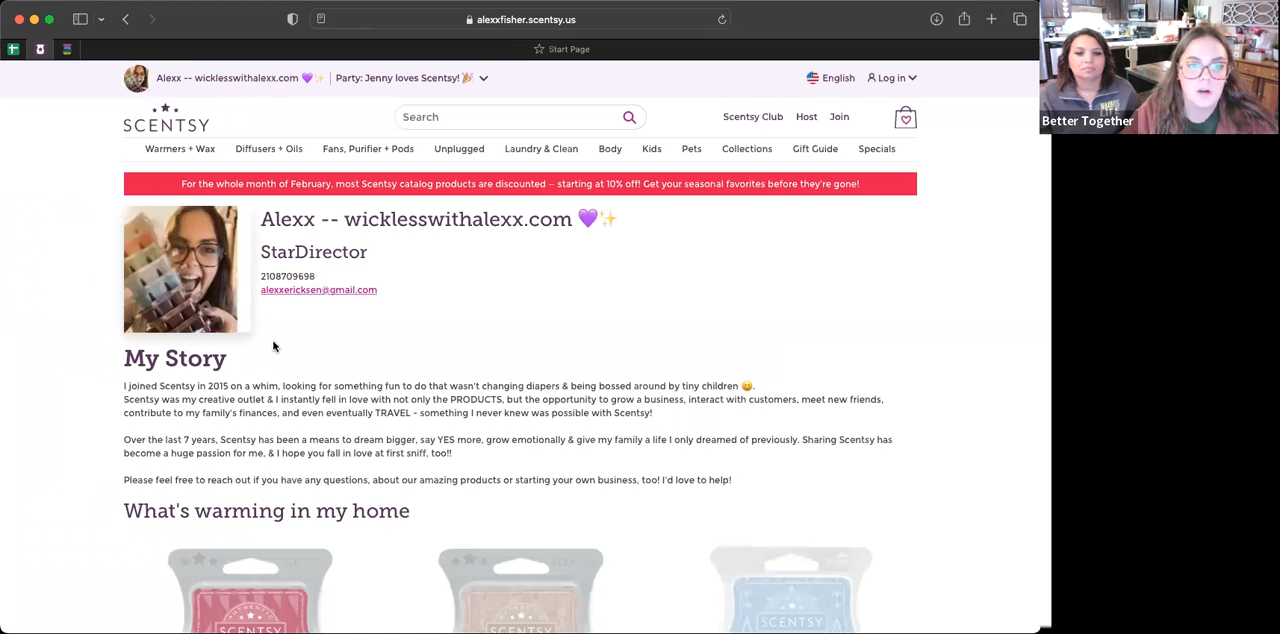 alexxfisher.scentsy.us
Start Page
Alexx -- wicklesswithalexx.com 💜✨ | Party: Jenny loves Scentsy! 🎉
English
Log in
SCENTSY
Search
Scentsy Club Host Join
Warmers + Wax Diffusers + Oils Fans, Purifier + Pods Unplugged Laundry & Clean Body Kids Pets Collections Gift Guide Specials
For the whole month of February, most Scentsy catalog products are discounted – starting at 10% off! Get your seasonal favorites before they're gone!
Alexx -- wicklesswithalexx.com 💜✨
StarDirector
2108709698
alexxericksen@gmail.com
My Story
I joined Scentsy in 2015 on a whim, looking for something fun to do that wasn't changing diapers & being bossed around by tiny children 😄.
Scentsy was my creative outlet & I instantly fell in love with not only the PRODUCTS, but the opportunity to grow a business, interact with customers, meet new friends,
contribute to my family's finances, and even eventually TRAVEL - something I never knew was possible with Scentsy!
Over the last 7 years, Scentsy has been a means to dream bigger, say YES more, grow emotionally & give my family a life I only dreamed of previously. Sharing Scentsy has
become a huge passion for me, & I hope you fall in love at first sniff, too!!
Please feel free to reach out if you have any questions, about our amazing products or starting your own business, too! I'd love to help!
What's warming in my home
AUTHENTIC
SCENTSY
AUTHENTIC
SCENTSY
SCENTSY
Better Together